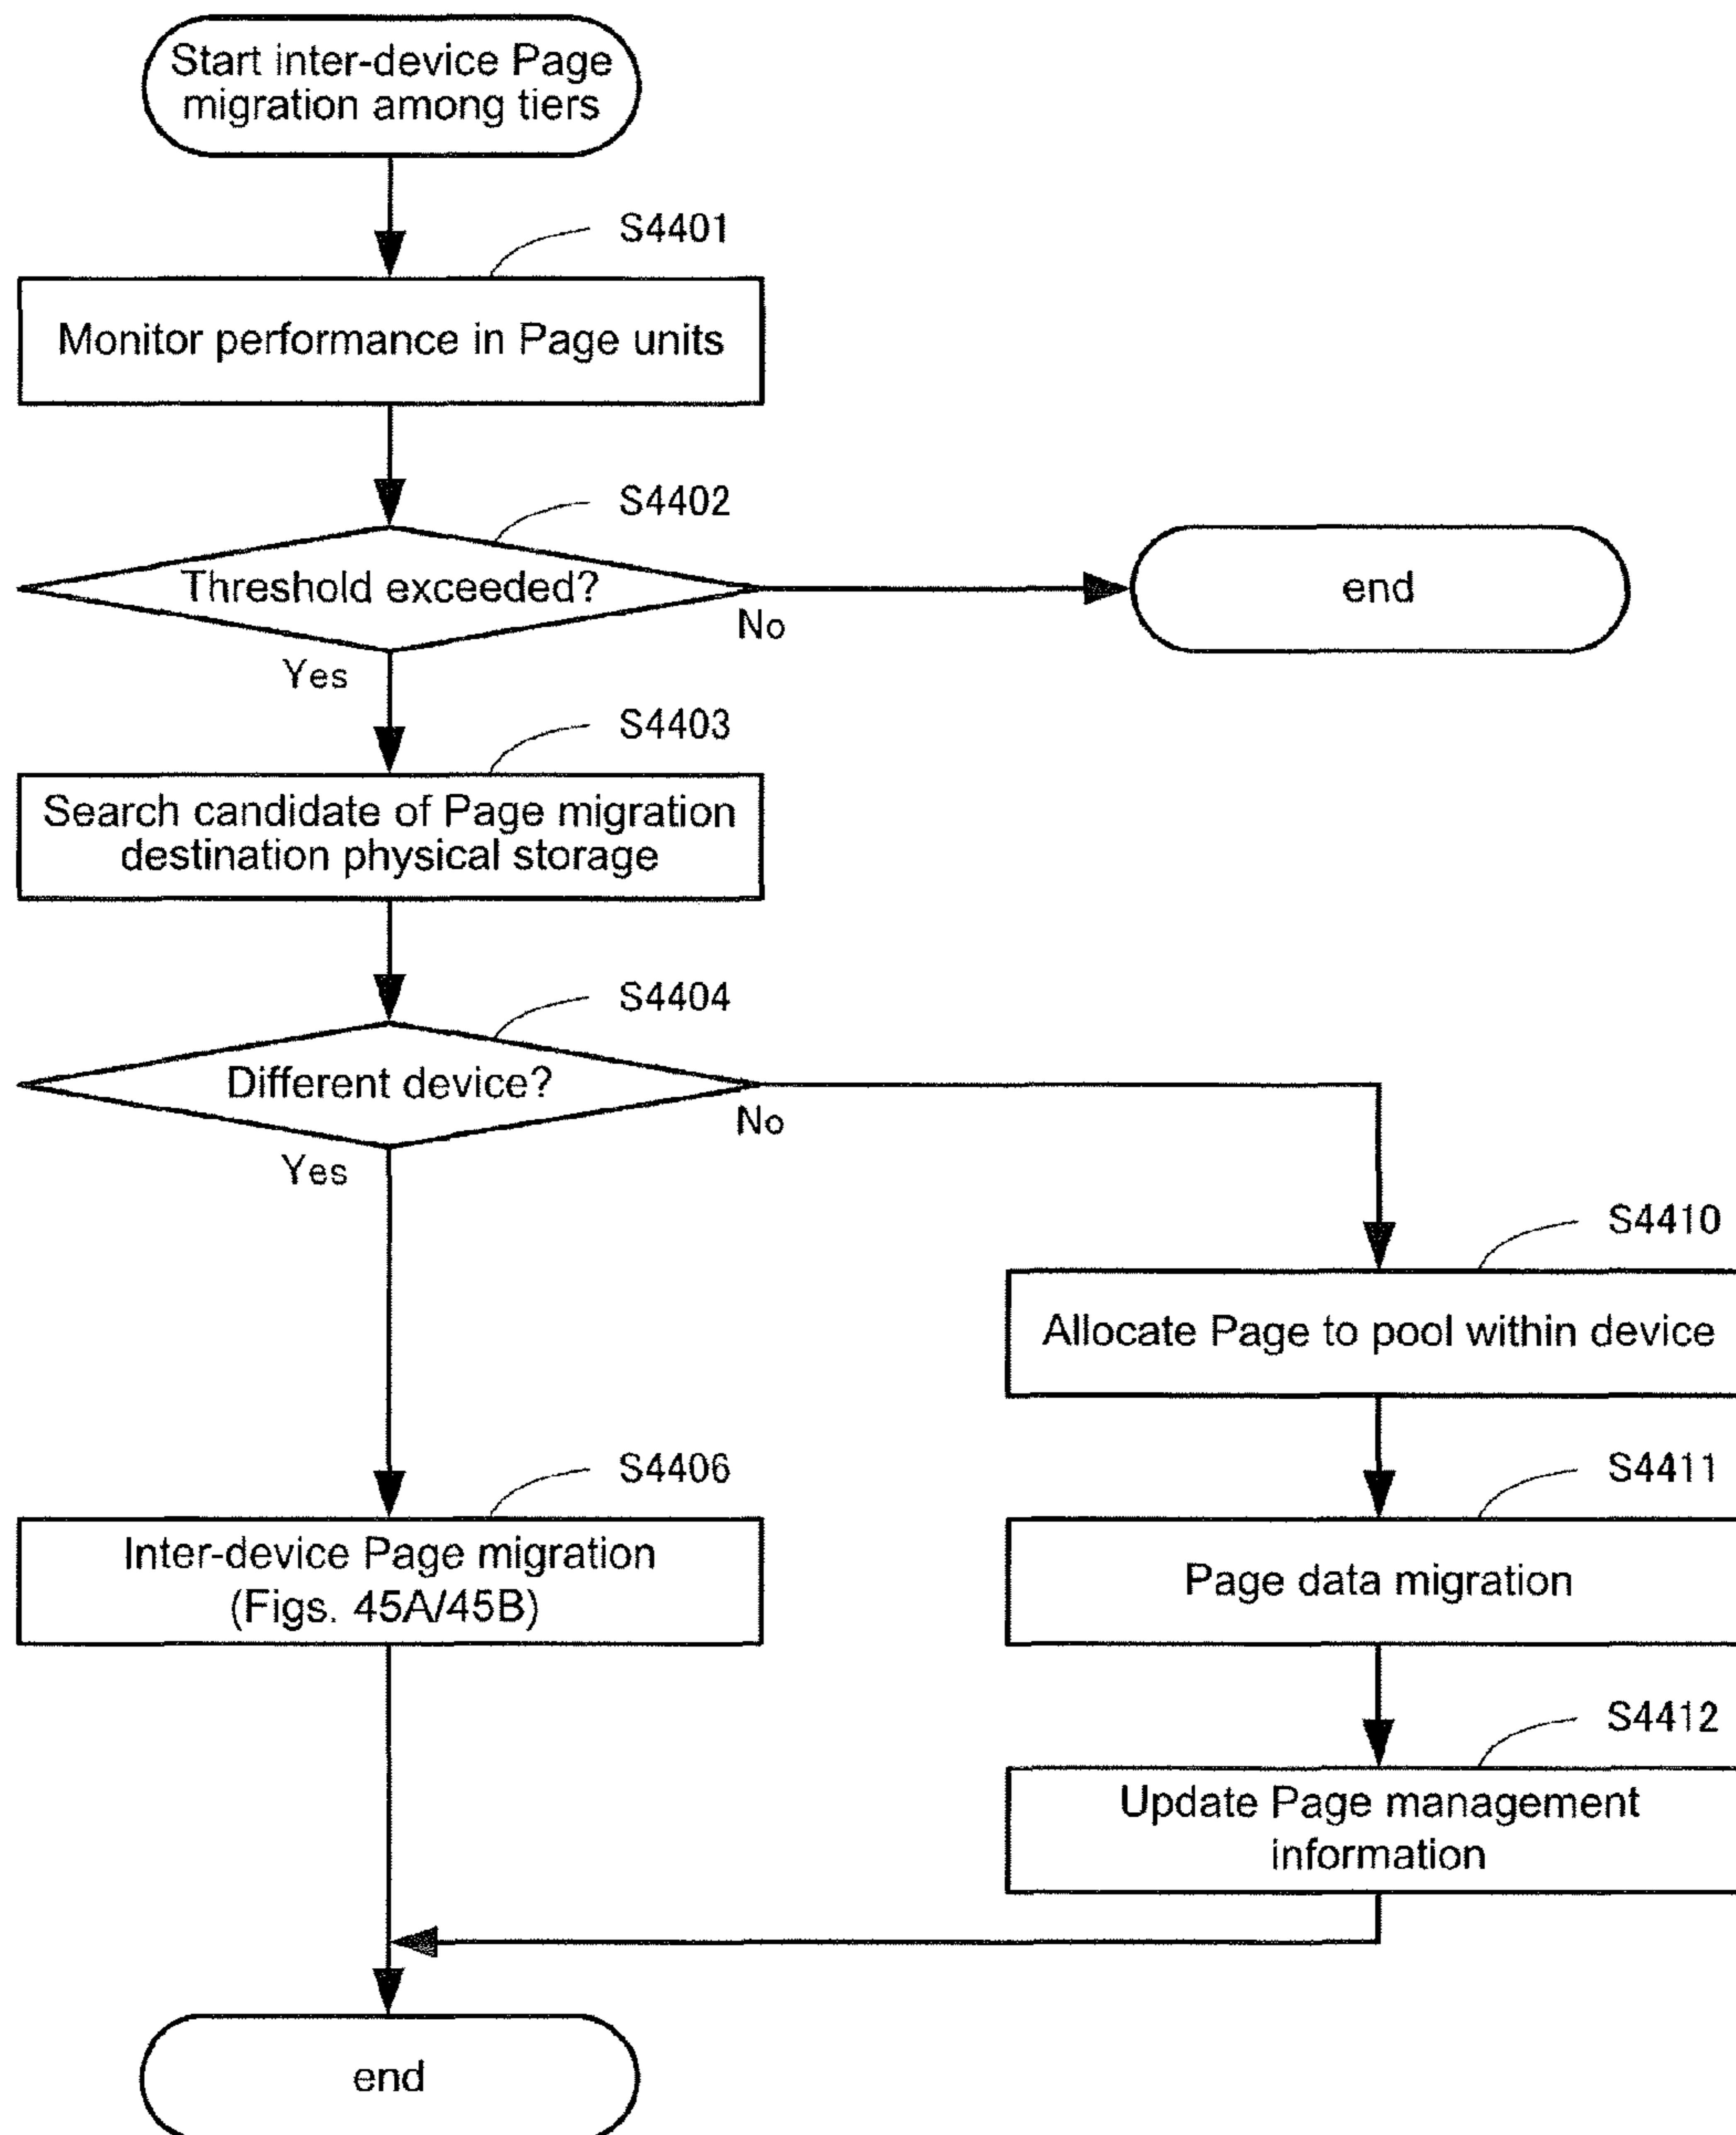 Start inter-device Page
migration among tiers
S4401
Monitor performance in Page units
S4402
Threshold exceeded?
No
end
Yes
S4403
Search candidate of Page migration
destination physical storage
S4404
Different device?
No
Yes
S4410
Allocate Page to pool within device
S4406
Inter-device Page migration
(Figs. 45A/45B)
S4411
Page data migration
S4412
Update Page management
information
end